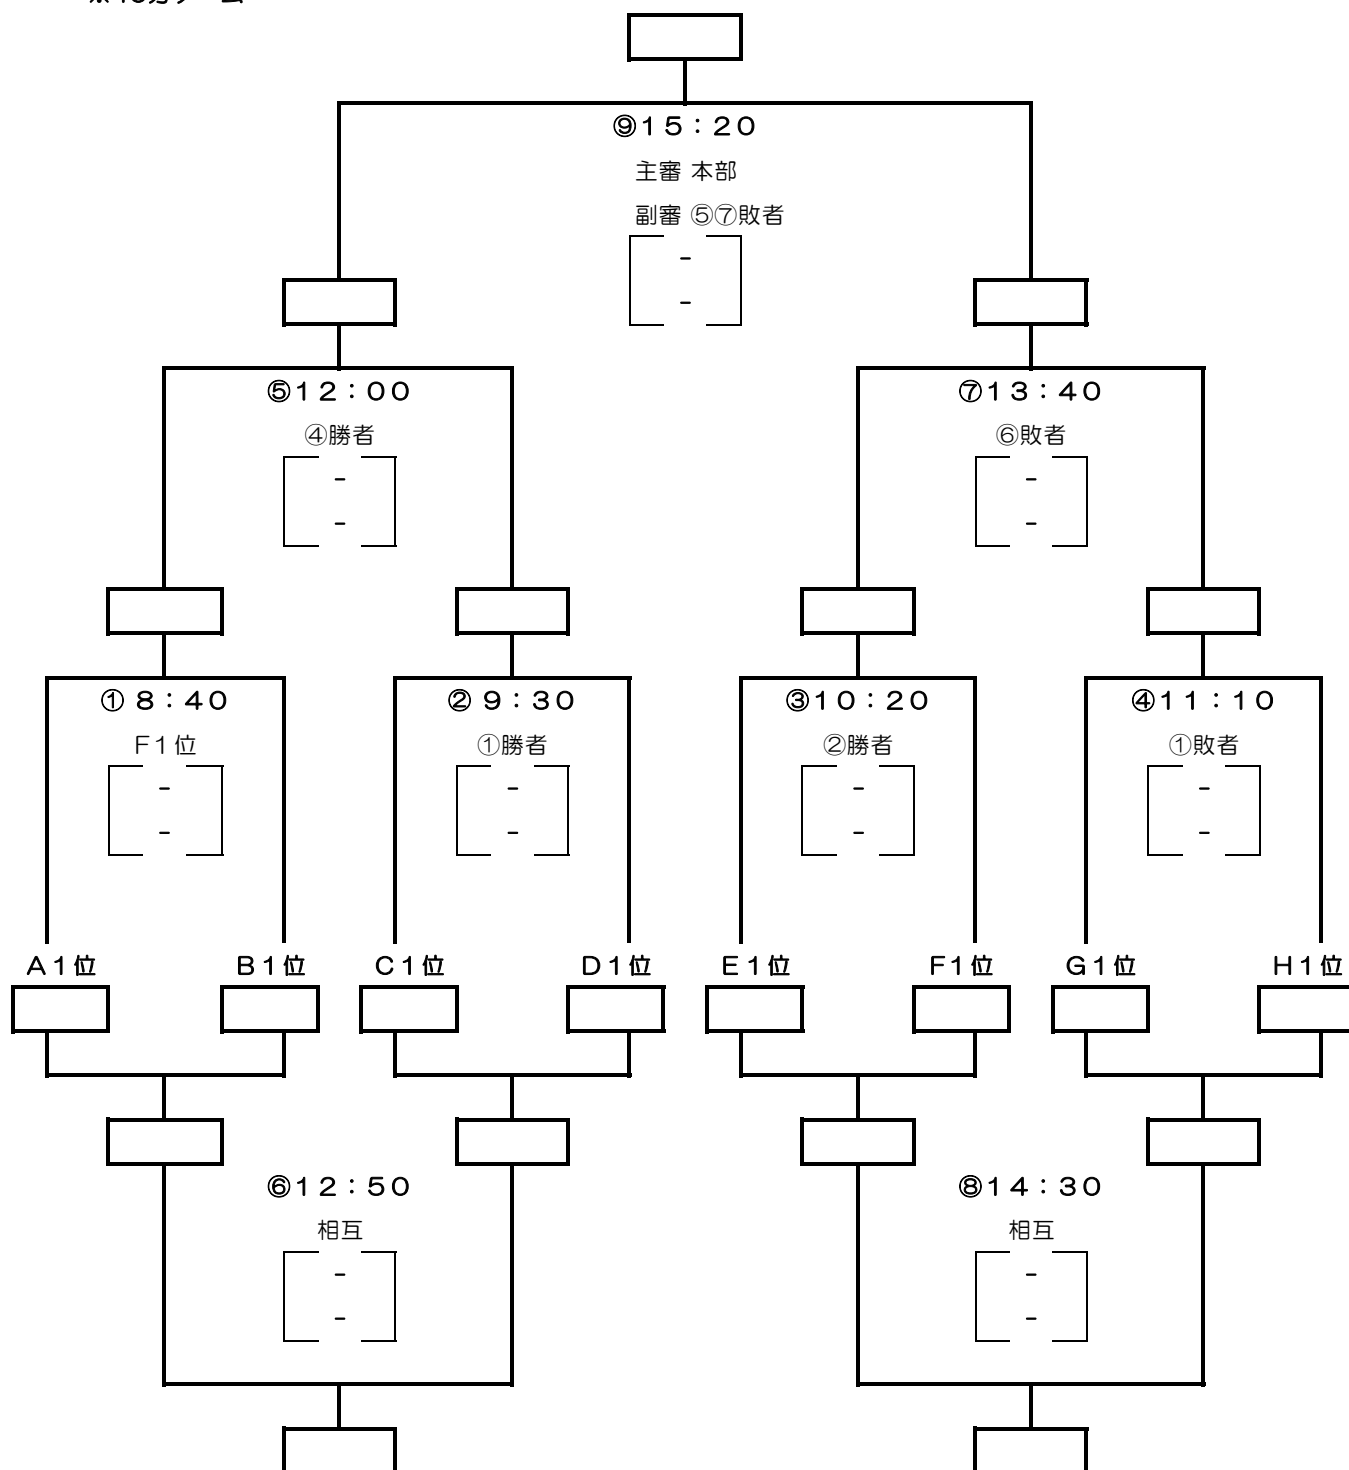 ⑨15：20
主審 本部
副審 ⑤⑦敗者
-
-
⑤12：00
④勝者
-
-
⑦13：40
⑥敗者
-
-
① 8：40
F1位
-
-
② 9：30
①勝者
-
-
③10：20
②勝者
-
-
④11：10
①敗者
-
-
A1位
B1位
C1位
D1位
E1位
F1位
G1位
H1位
⑥12：50
相互
-
-
⑧14：30
相互
-
-